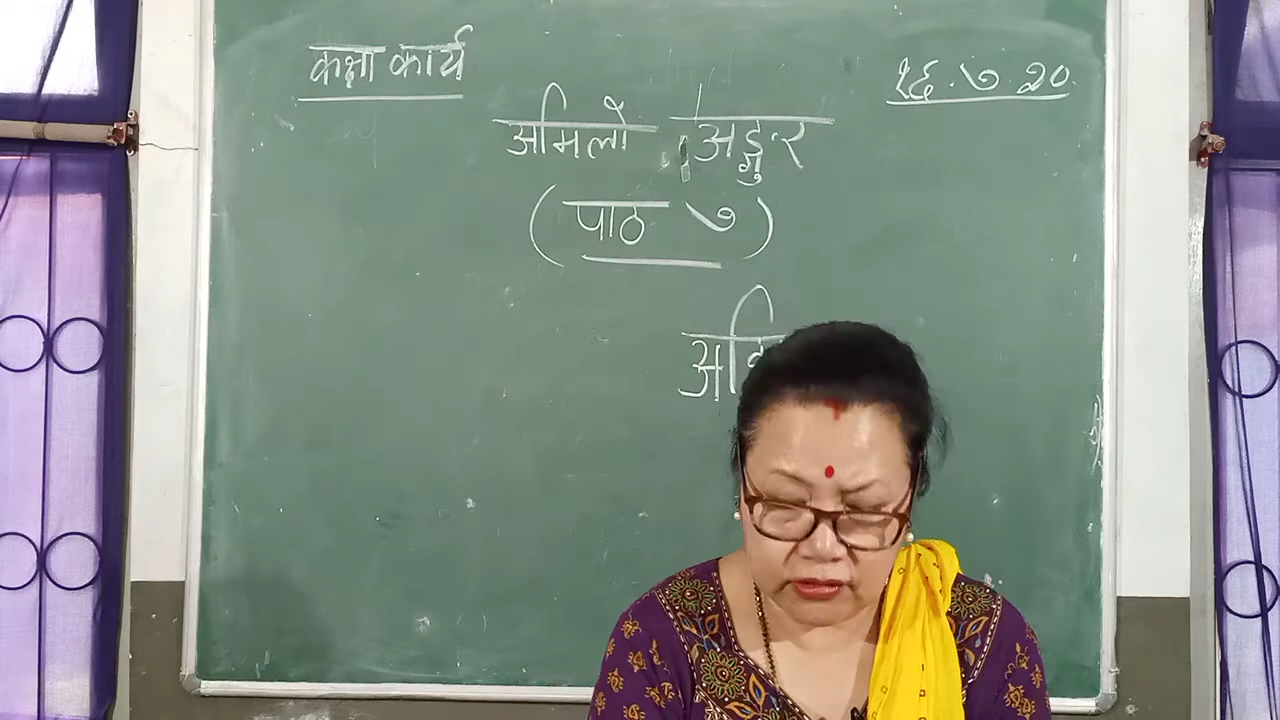 कक्षा कार्य
१६.७.२०
अमिलो अङ्गुर
(पाठ ७)